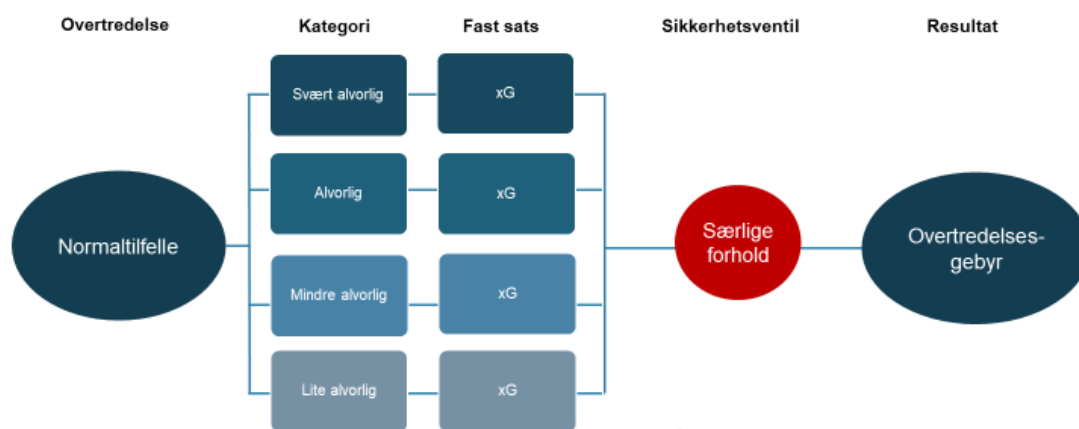 Overtredelse
Kategori
Fast sats
Sikkerhetsventil
Resultat
Svært alvorlig
xG
Alvorlig
xG
Normaltilfelle
Særlige
forhold
Overtredelses-
gebyr
Mindre alvorlig
xG
Lite alvorlig
xG